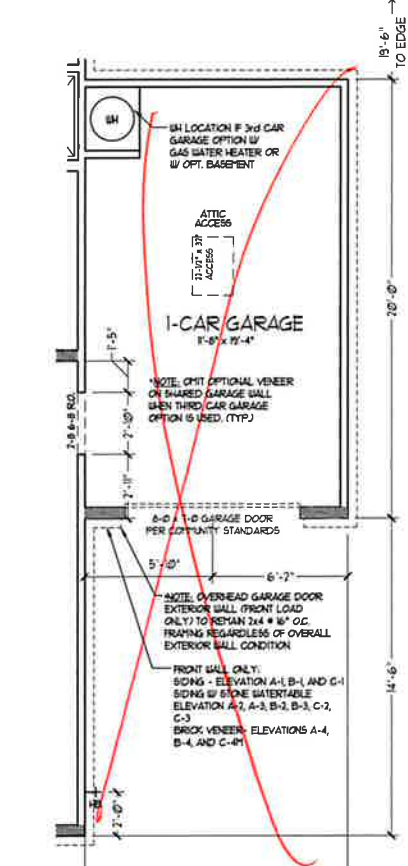 19'-6"
TO EDGE
WH
WH LOCATION IF 3rd CAR
GARAGE OPTION W/
GAS WATER HEATER OR
W/ OPT. BASEMENT
ATTIC
ACCESS
22-1/2" x 37"
ACCESS
20'-0"
1-CAR GARAGE
11'-8" x 19'-4"
1'-5"
*NOTE: OMIT OPTIONAL VENEER
ON SHARED GARAGE WALL
WHEN THIRD CAR GARAGE
OPTION IS USED. (TYP.)
2-8 6-8 R.O.
2'-10"
2'-11"
8-0 x 7-0 GARAGE DOOR
PER COMMUNITY STANDARDS
5'-10"
6'-2"
*NOTE: OVERHEAD GARAGE DOOR
EXTERIOR WALL (FRONT LOAD
ONLY) TO REMAIN 2x4 @ 16" O.C.
FRAMING REGARDLESS OF OVERALL
EXTERIOR WALL CONDITION
FRONT WALL ONLY:
SIDING - ELEVATION A-1, B-1, AND C-1
SIDING W/ STONE WATERTABLE
ELEVATION A-2, A-3, B-2, B-3, C-2,
C-3
BRICK VENEER- ELEVATIONS A-4,
B-4, AND C-4M
14'-6"
2'-0"